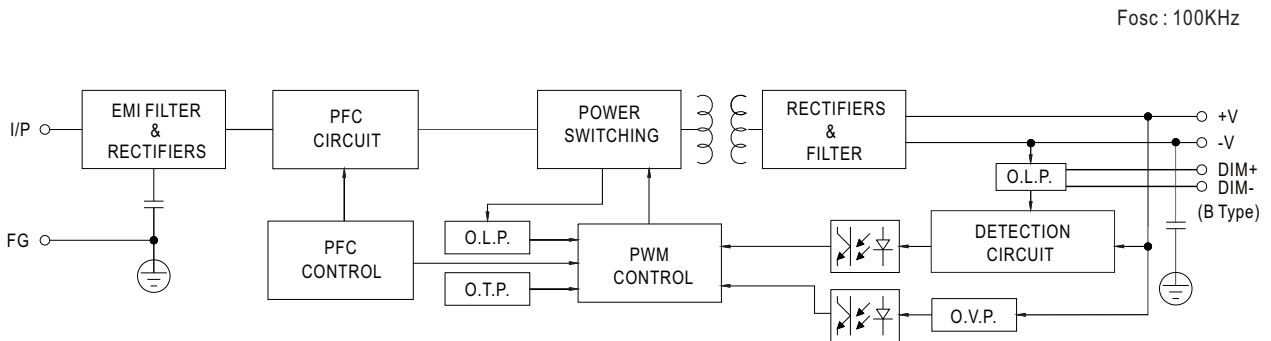 Fosc : 100KHz
I/P
EMI FILTER
&
RECTIFIERS
PFC
CIRCUIT
POWER
SWITCHING
RECTIFIERS
&
FILTER
+V
-V
DIM+
DIM-
(B Type)
O.L.P.
FG
PFC
CONTROL
O.L.P.
O.T.P.
PWM
CONTROL
DETECTION
CIRCUIT
O.V.P.